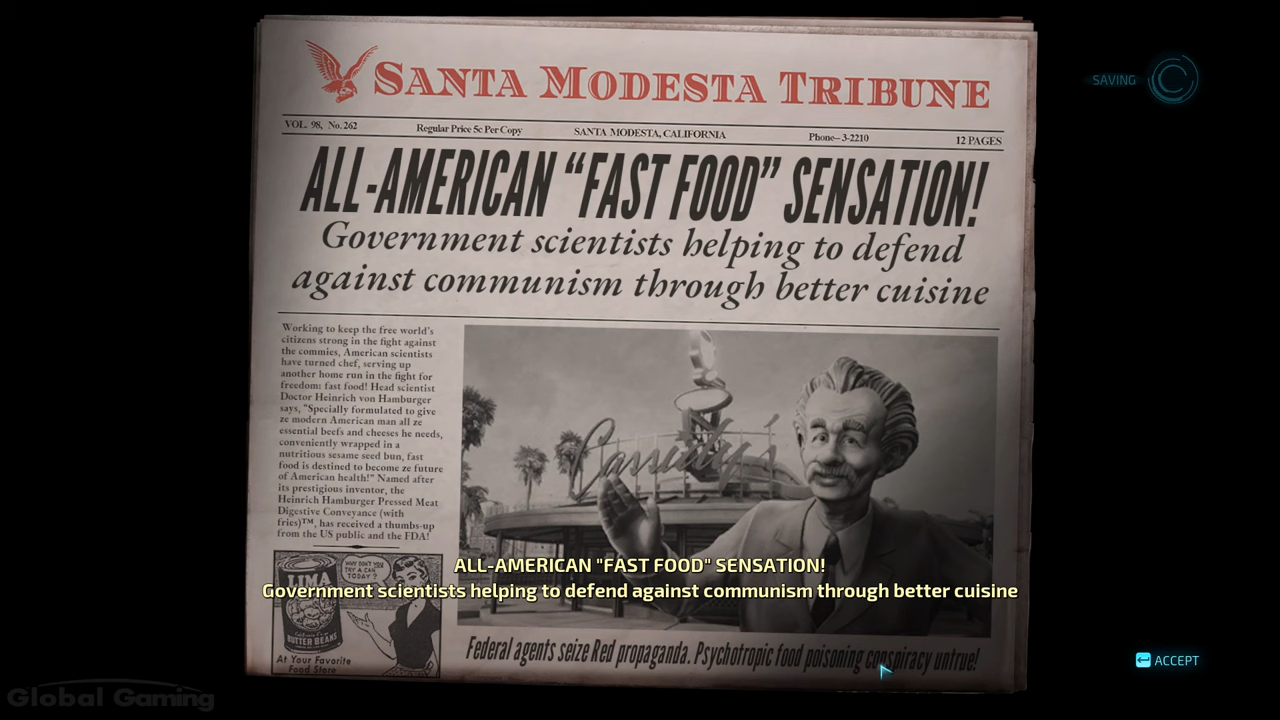 SANTA MODESTA TRIBUNE
SAVING
VOL. 98, No. 262 Regular Price 5c Per Copy SANTA MODESTA, CALIFORNIA Phone–3-2210 12 PAGES
ALL-AMERICAN “FAST FOOD” SENSATION!
Government scientists helping to defend
against communism through better cuisine
Working to keep the free world's
citizens strong in the fight against
the commies, American scientists
have turned chef, serving up
another home run in the fight for
freedom: fast food! Head scientist
Doctor Heinrich von Hamburger
says, "Specially formulated to give
ze modern American man all ze
essential beefs and cheeses he needs,
conveniently wrapped in a
nutritious sesame seed bun, fast
food is destined to become ze future
of American health!" Named after
its prestigious inventor, the
Heinrich Hamburger Pressed Meat
Digestive Conveyance (with
fries)™, has received a thumbs-up
from the US public and the FDA!
Cassidy's
LIMA
BUTTER BEANS
WHY DON'T YOU
TRY A CAN
TODAY?
At Your Favorite
Food Store
ALL-AMERICAN "FAST FOOD" SENSATION!
Government scientists helping to defend against communism through better cuisine
Federal agents seize Red propaganda. Psychotropic food poisoning conspiracy untrue!
ACCEPT
Global Gaming